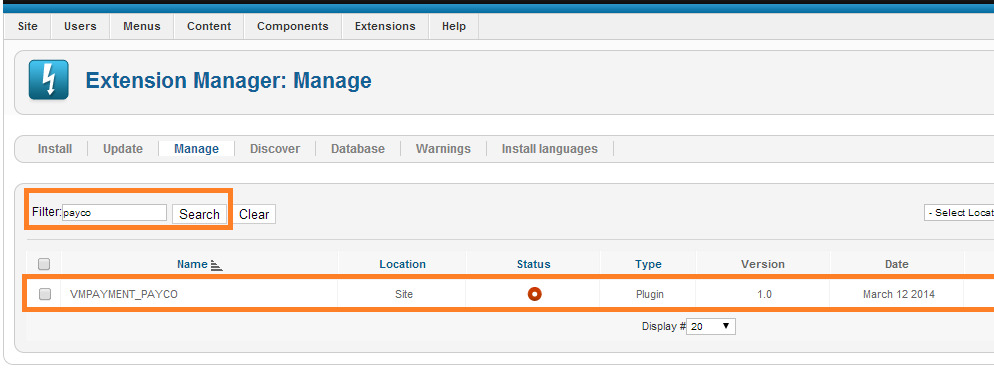 Site Users Menus Content Components Extensions Help
Extension Manager: Manage
Install Update Manage Discover Database Warnings Install languages
Filter: payco Search Clear - Select Locat
Name Location Status Type Version Date
VMPAYMENT_PAYCO Site Plugin 1.0 March 12 2014
Display # 20